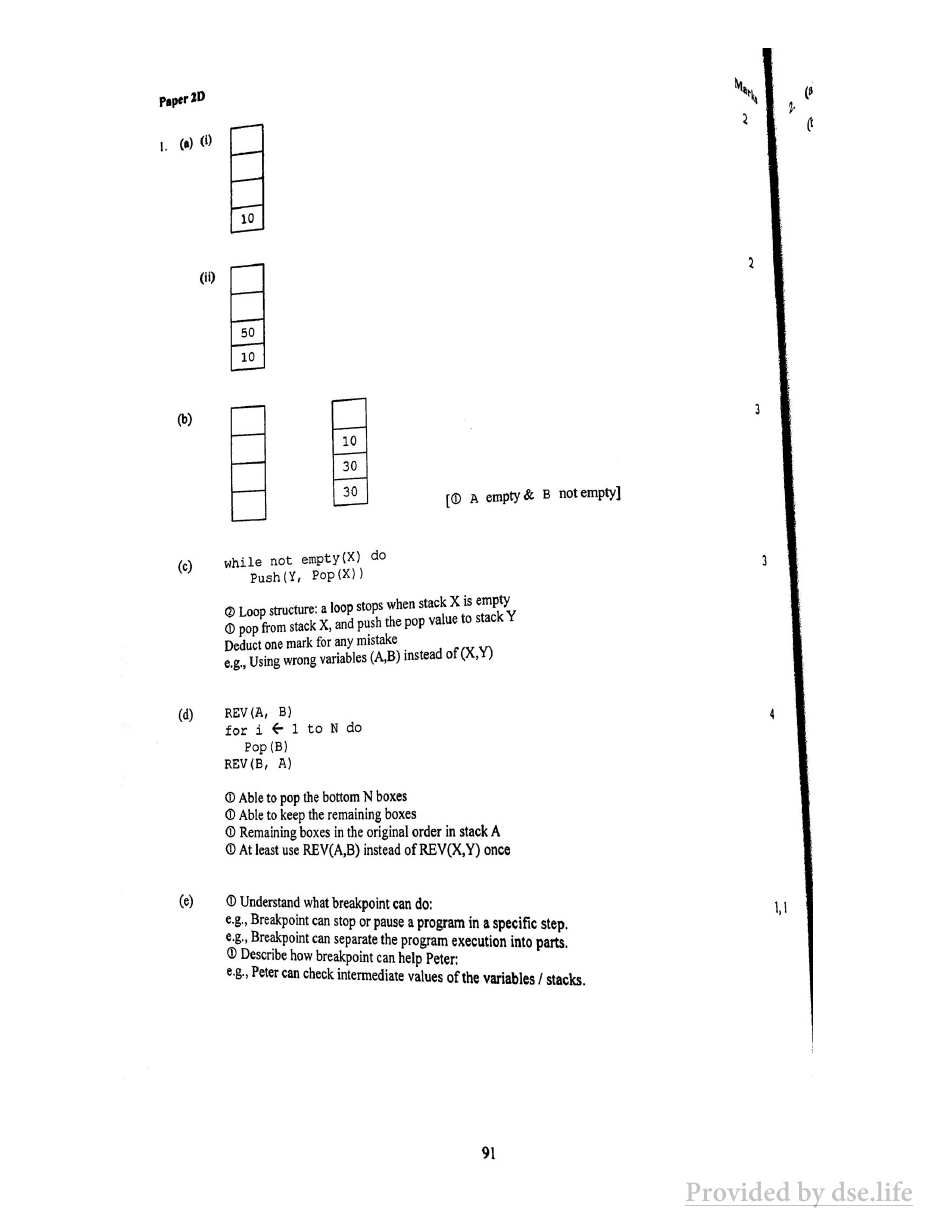 Paper 2D
Marks
1. (a) (i)
2
10
(ii)
2
50
10
(b)
3
10
30
30
[① A empty & B not empty]
(c) while not empty(X) do
3
Push(Y, Pop(X))
② Loop structure: a loop stops when stack X is empty
① pop from stack X, and push the pop value to stack Y
Deduct one mark for any mistake
e.g., Using wrong variables (A,B) instead of (X,Y)
(d) REV(A, B)
4
for i ← 1 to N do
Pop(B)
REV(B, A)
① Able to pop the bottom N boxes
① Able to keep the remaining boxes
① Remaining boxes in the original order in stack A
① At least use REV(A,B) instead of REV(X,Y) once
(e) ① Understand what breakpoint can do:
1,1
e.g., Breakpoint can stop or pause a program in a specific step.
e.g., Breakpoint can separate the program execution into parts.
① Describe how breakpoint can help Peter:
e.g., Peter can check intermediate values of the variables / stacks.
91
Provided by dse.life